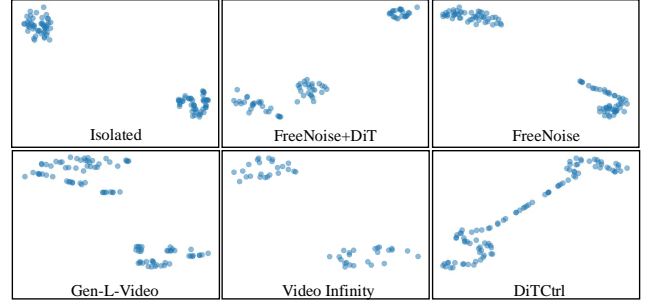 Isolated
FreeNoise+DiT
FreeNoise
Gen-L-Video
Video Infinity
DiTCtrl